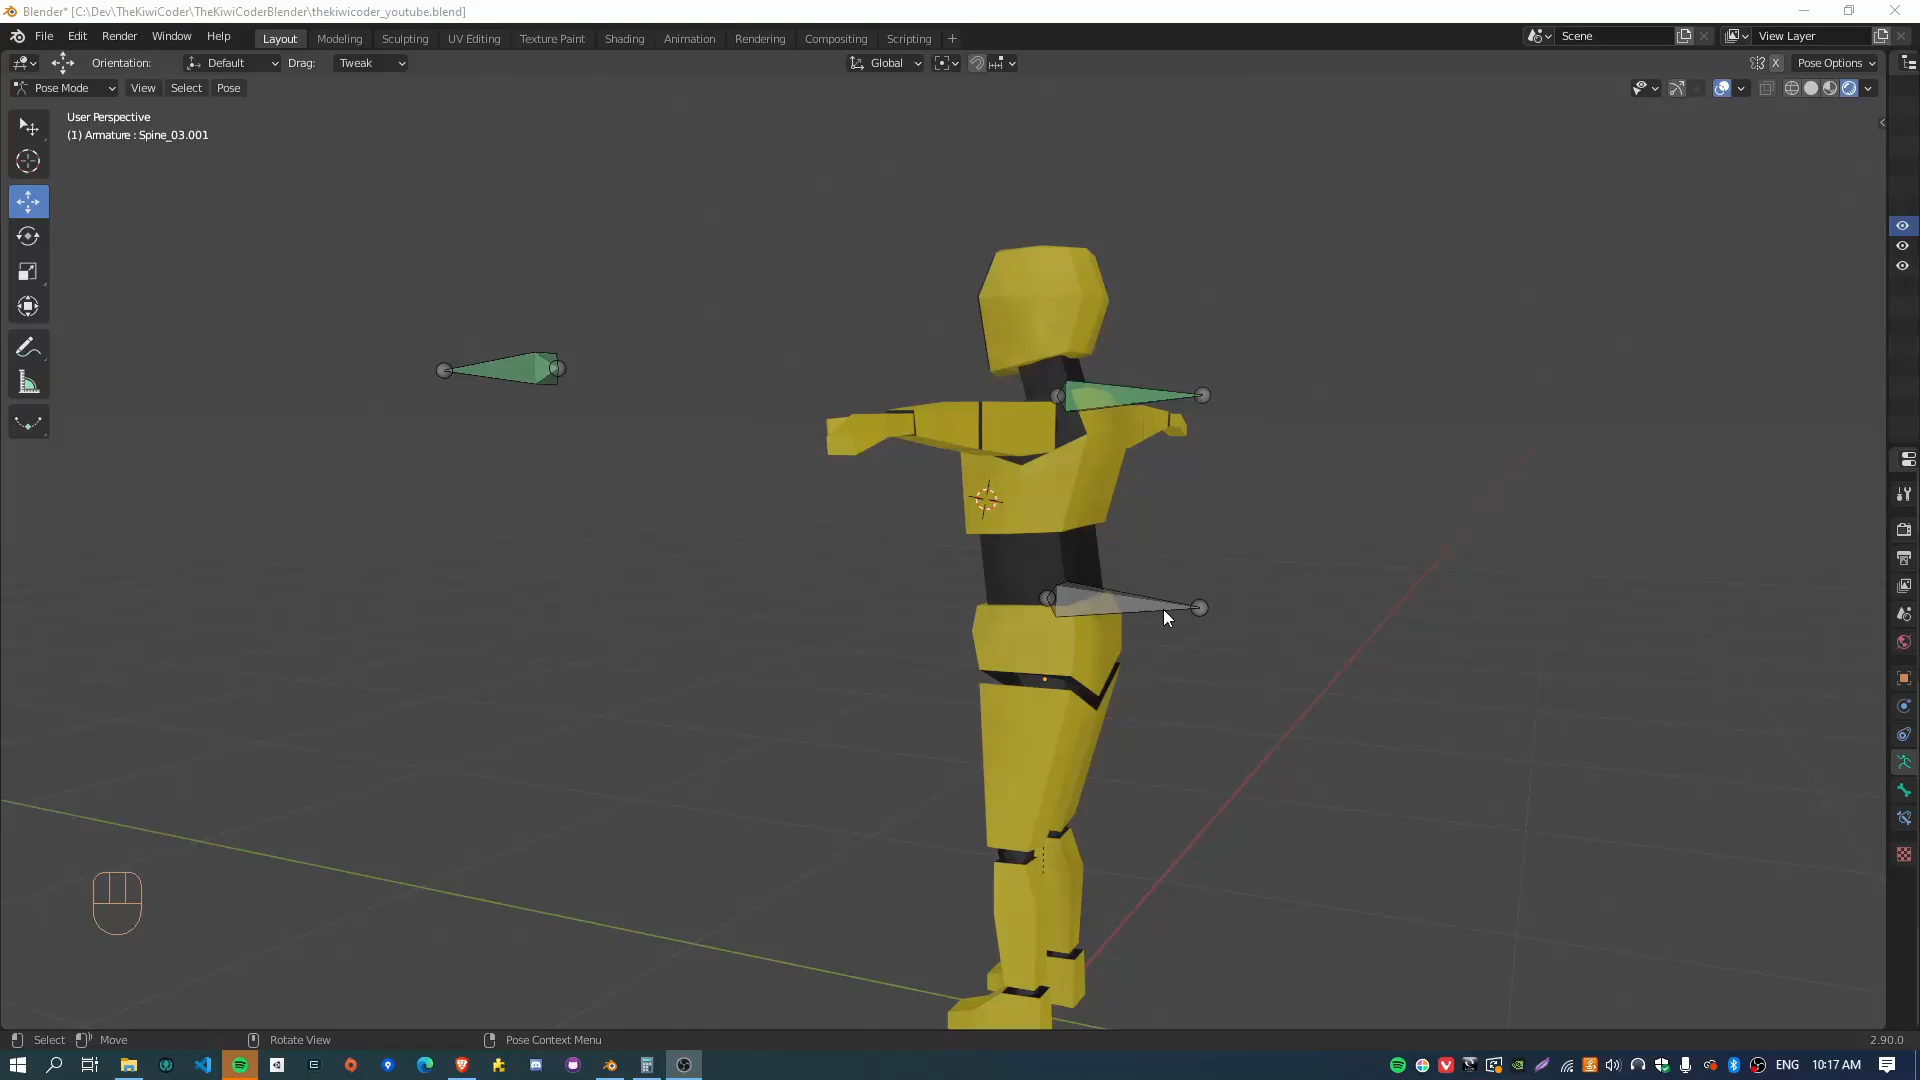 Blender* [C:\Dev\TheKiwiCoder\TheKiwiCoderBlender\thekiwicoder_youtube.blend]
File Edit Render Window Help Layout Modeling Sculpting UV Editing Texture Paint Shading Animation Rendering Compositing Scripting + Scene View Layer
Orientation: Default Drag: Tweak Global X Pose Options
Pose Mode View Select Pose
User Perspective
(1) Armature : Spine_03.001
Select Move Rotate View Pose Context Menu 2.90.0
ENG 10:17 AM